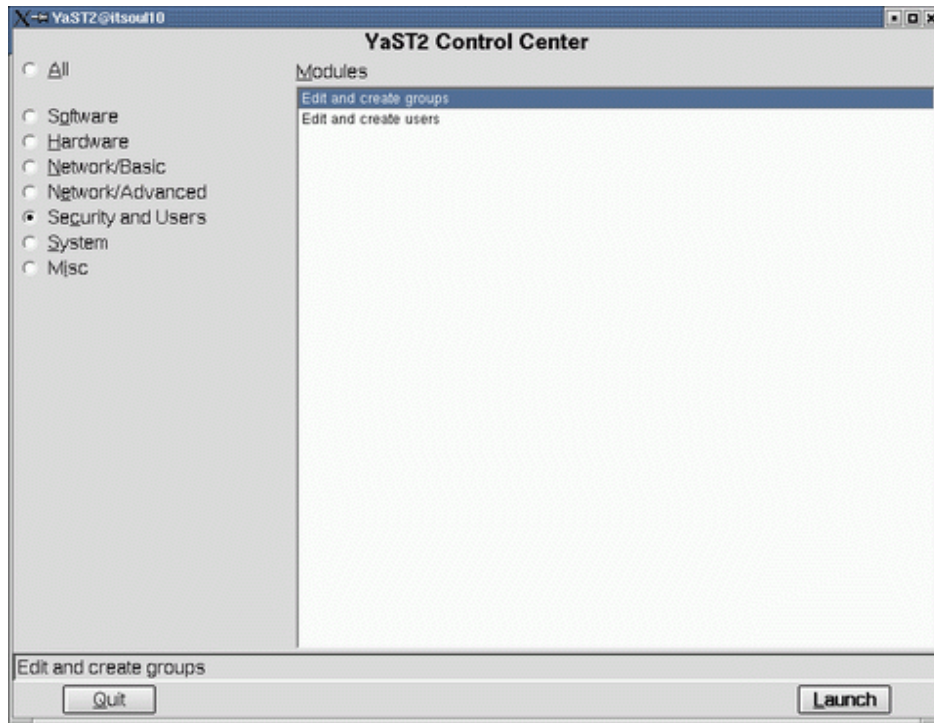 YaST2@itsoul10
YaST2 Control Center
All
Software
Hardware
Network/Basic
Network/Advanced
Security and Users
System
Misc
Modules
Edit and create groups
Edit and create users
Edit and create groups
Quit
Launch